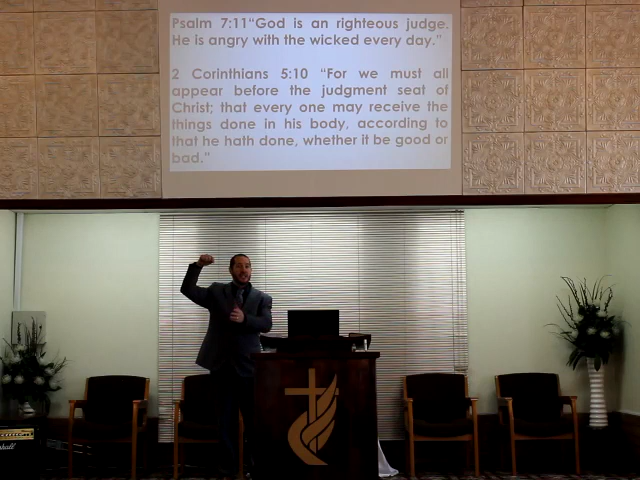 Psalm 7:11“God is an righteous judge.
He is angry with the wicked every day.”
2 Corinthians 5:10 “For we must all
appear before the judgment seat of
Christ; that every one may receive the
things done in his body, according to
that he hath done, whether it be good or
bad.”
Marshall